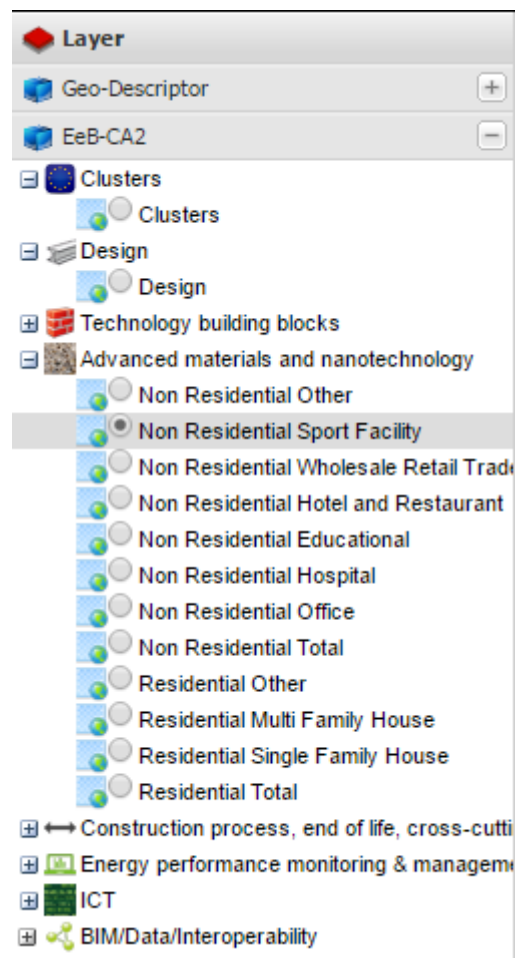 Layer
Geo-Descriptor
EeB-CA2
Clusters
Clusters
Design
Design
Technology building blocks
Advanced materials and nanotechnology
Non Residential Other
Non Residential Sport Facility
Non Residential Wholesale Retail Trade
Non Residential Hotel and Restaurant
Non Residential Educational
Non Residential Hospital
Non Residential Office
Non Residential Total
Residential Other
Residential Multi Family House
Residential Single Family House
Residential Total
Construction process, end of life, cross-cutti
Energy performance monitoring & manageme
ICT
BIM/Data/Interoperability